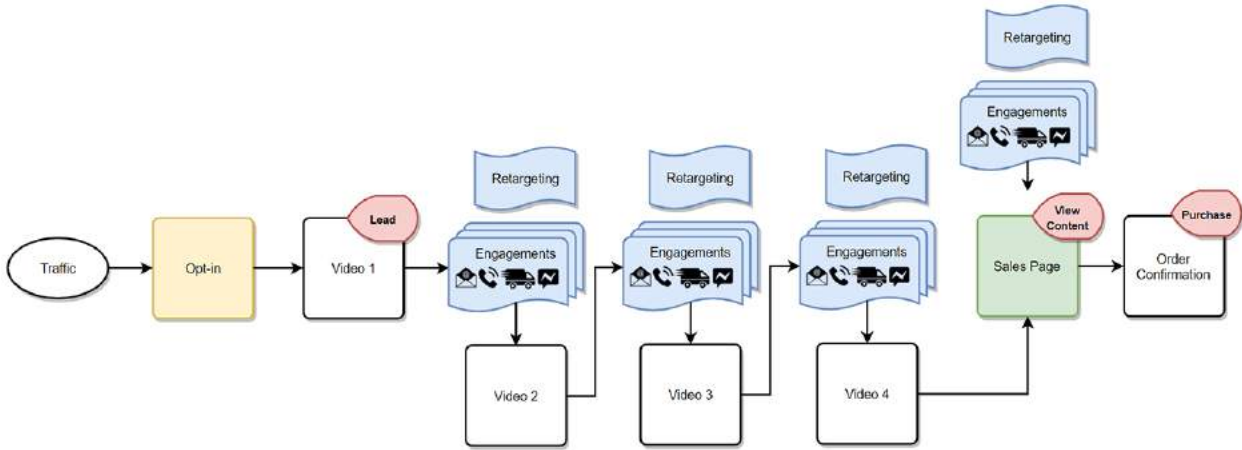 Retargeting
Engagements
Retargeting
Retargeting
Retargeting
Lead
View
Content
Purchase
Traffic
Opt-in
Video 1
Engagements
Engagements
Engagements
Sales Page
Order
Confirmation
Video 2
Video 3
Video 4